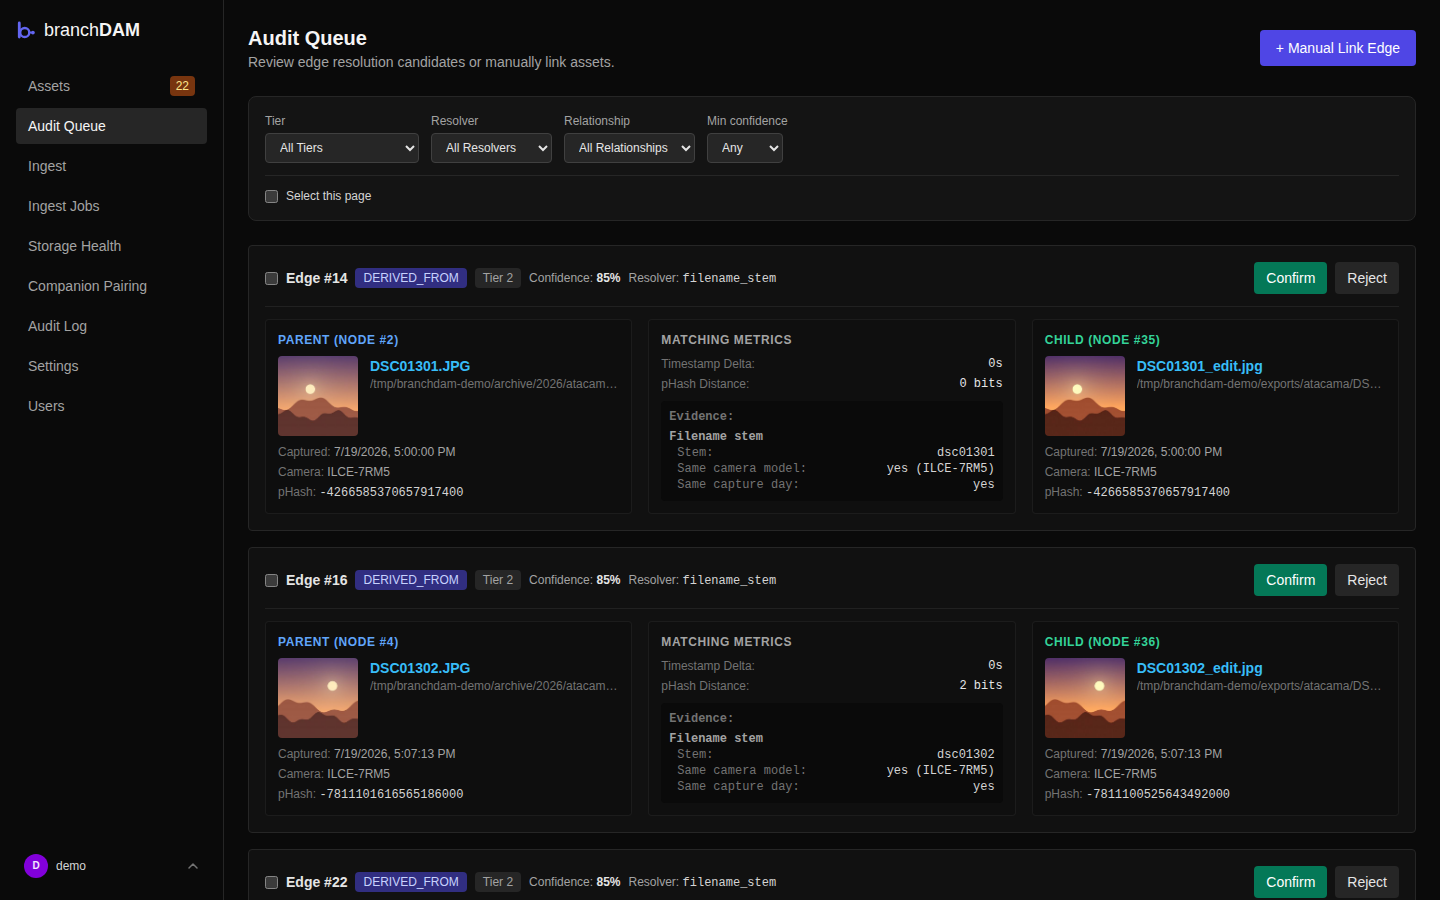 branchDAM
Assets 22
Audit Queue
Ingest
Ingest Jobs
Storage Health
Companion Pairing
Audit Log
Settings
Users
D demo
Audit Queue
Review edge resolution candidates or manually link assets.
+ Manual Link Edge
Tier Resolver Relationship Min confidence
All Tiers All Resolvers All Relationships Any
Select this page
Edge #14 DERIVED_FROM Tier 2 Confidence: 85% Resolver: filename_stem Confirm Reject
PARENT (NODE #2)
DSC01301.JPG
/tmp/branchdam-demo/archive/2026/atacam…
Captured: 7/19/2026, 5:00:00 PM
Camera: ILCE-7RM5
pHash: -4266585370657917400
MATCHING METRICS
Timestamp Delta: 0s
pHash Distance: 0 bits
Evidence:
Filename stem
Stem: dsc01301
Same camera model: yes (ILCE-7RM5)
Same capture day: yes
CHILD (NODE #35)
DSC01301_edit.jpg
/tmp/branchdam-demo/exports/atacama/DS…
Captured: 7/19/2026, 5:00:00 PM
Camera: ILCE-7RM5
pHash: -4266585370657917400
Edge #16 DERIVED_FROM Tier 2 Confidence: 85% Resolver: filename_stem Confirm Reject
PARENT (NODE #4)
DSC01302.JPG
/tmp/branchdam-demo/archive/2026/atacam…
Captured: 7/19/2026, 5:07:13 PM
Camera: ILCE-7RM5
pHash: -7811101616565186000
MATCHING METRICS
Timestamp Delta: 0s
pHash Distance: 2 bits
Evidence:
Filename stem
Stem: dsc01302
Same camera model: yes (ILCE-7RM5)
Same capture day: yes
CHILD (NODE #36)
DSC01302_edit.jpg
/tmp/branchdam-demo/exports/atacama/DS…
Captured: 7/19/2026, 5:07:13 PM
Camera: ILCE-7RM5
pHash: -7811100525643492000
Edge #22 DERIVED_FROM Tier 2 Confidence: 85% Resolver: filename_stem Confirm Reject